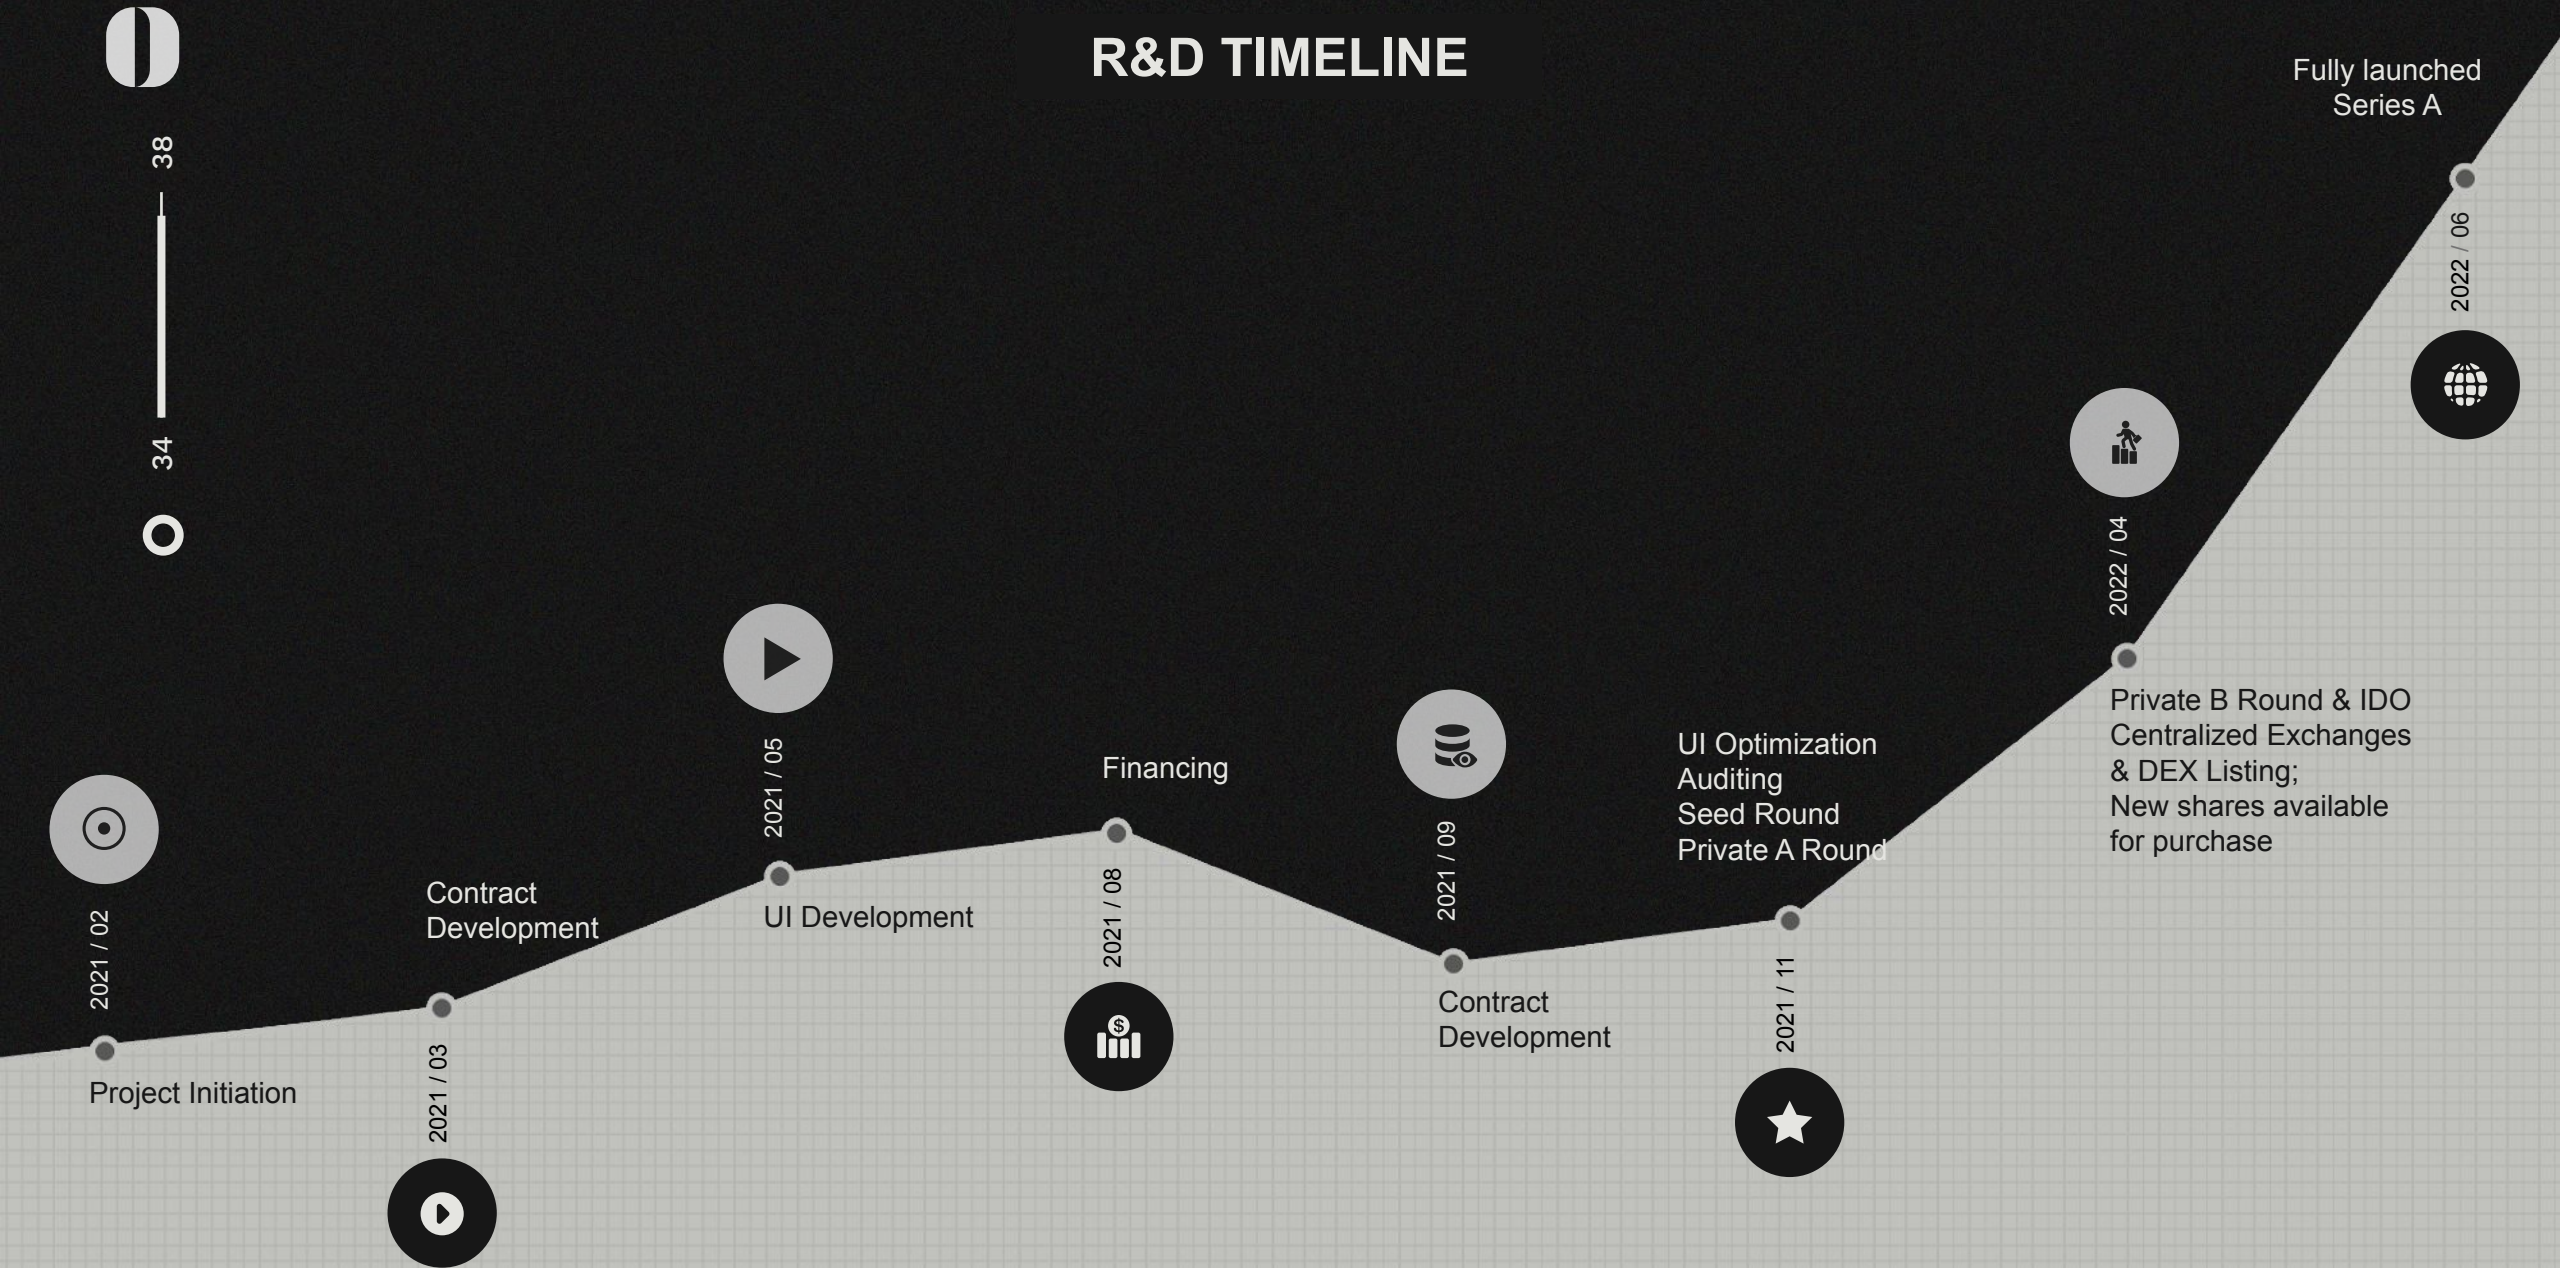 R&D TIMELINE
38
34
2021 / 02
Project Initiation
Contract
Development
2021 / 03
2021 / 05
UI Development
Financing
2021 / 08
$
2021 / 09
Contract
Development
UI Optimization
Auditing
Seed Round
Private A Round
2021 / 11
2022 / 04
Private B Round & IDO
Centralized Exchanges
& DEX Listing;
New shares available
for purchase
Fully launched
Series A
2022 / 06